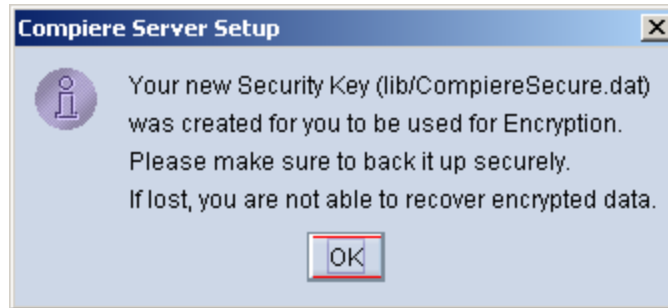 Compiere Server Setup
Your new Security Key (lib/CompiereSecure.dat)
was created for you to be used for Encryption.
Please make sure to back it up securely.
If lost, you are not able to recover encrypted data.
OK